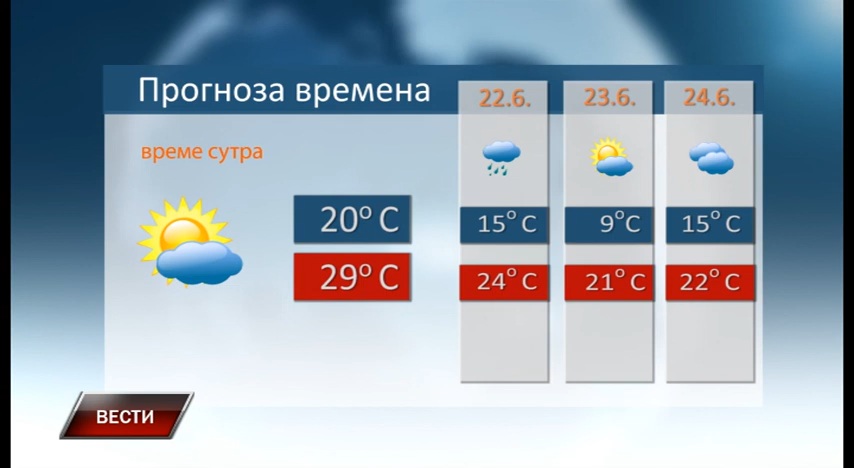 Прогноза времена
време сутра
20° C
29° C
22.6.
15° C
24° C
23.6.
9°C
21° C
24.6.
15° C
22° C
ВЕСТИ